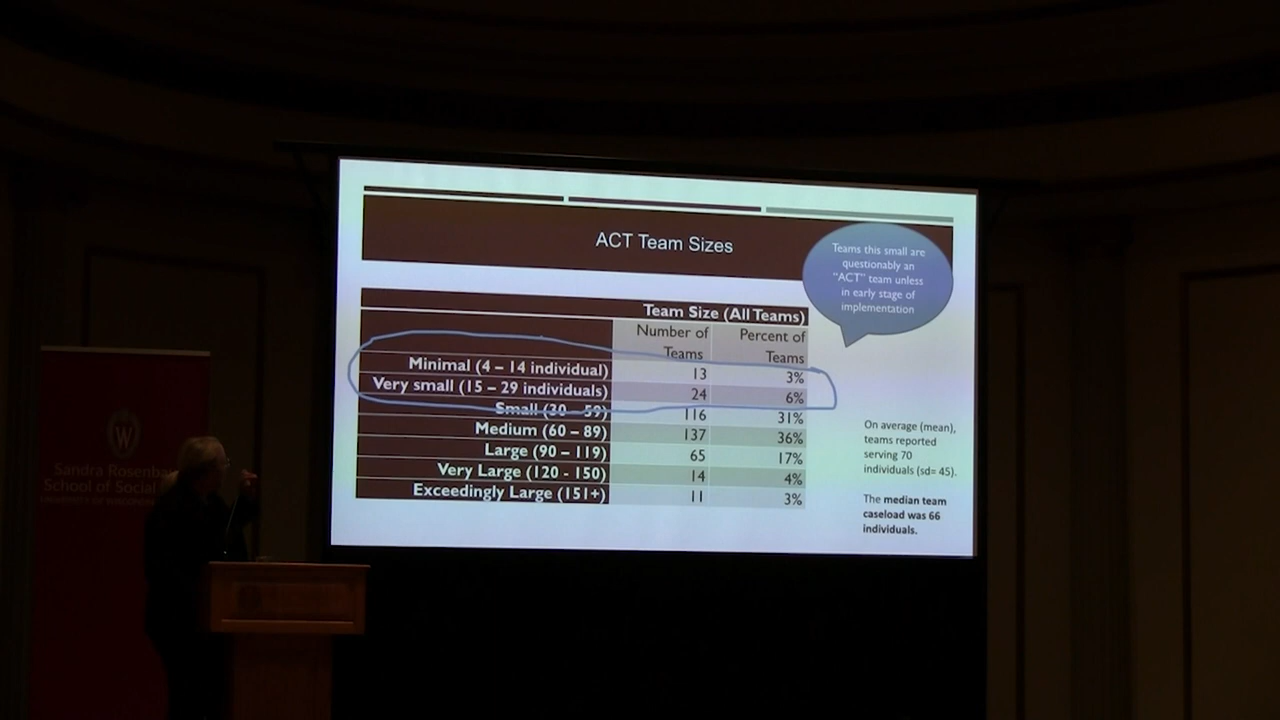 ACT Team Sizes
Teams this small are
questionably an
"ACT" team unless
in early stage of
implementation
Team Size (All Teams)
Number of Teams Percent of Teams
Minimal (4 – 14 individual) 13 3%
Very small (15 – 29 individuals) 24 6%
Small (30 – 59) 116 31%
Medium (60 – 89) 137 36%
Large (90 – 119) 65 17%
Very Large (120 - 150) 14 4%
Exceedingly Large (151+) 11 3%
On average (mean),
teams reported
serving 70
individuals (sd= 45).
The median team
caseload was 66
individuals.
W
Sandra Rosenba
School of Social